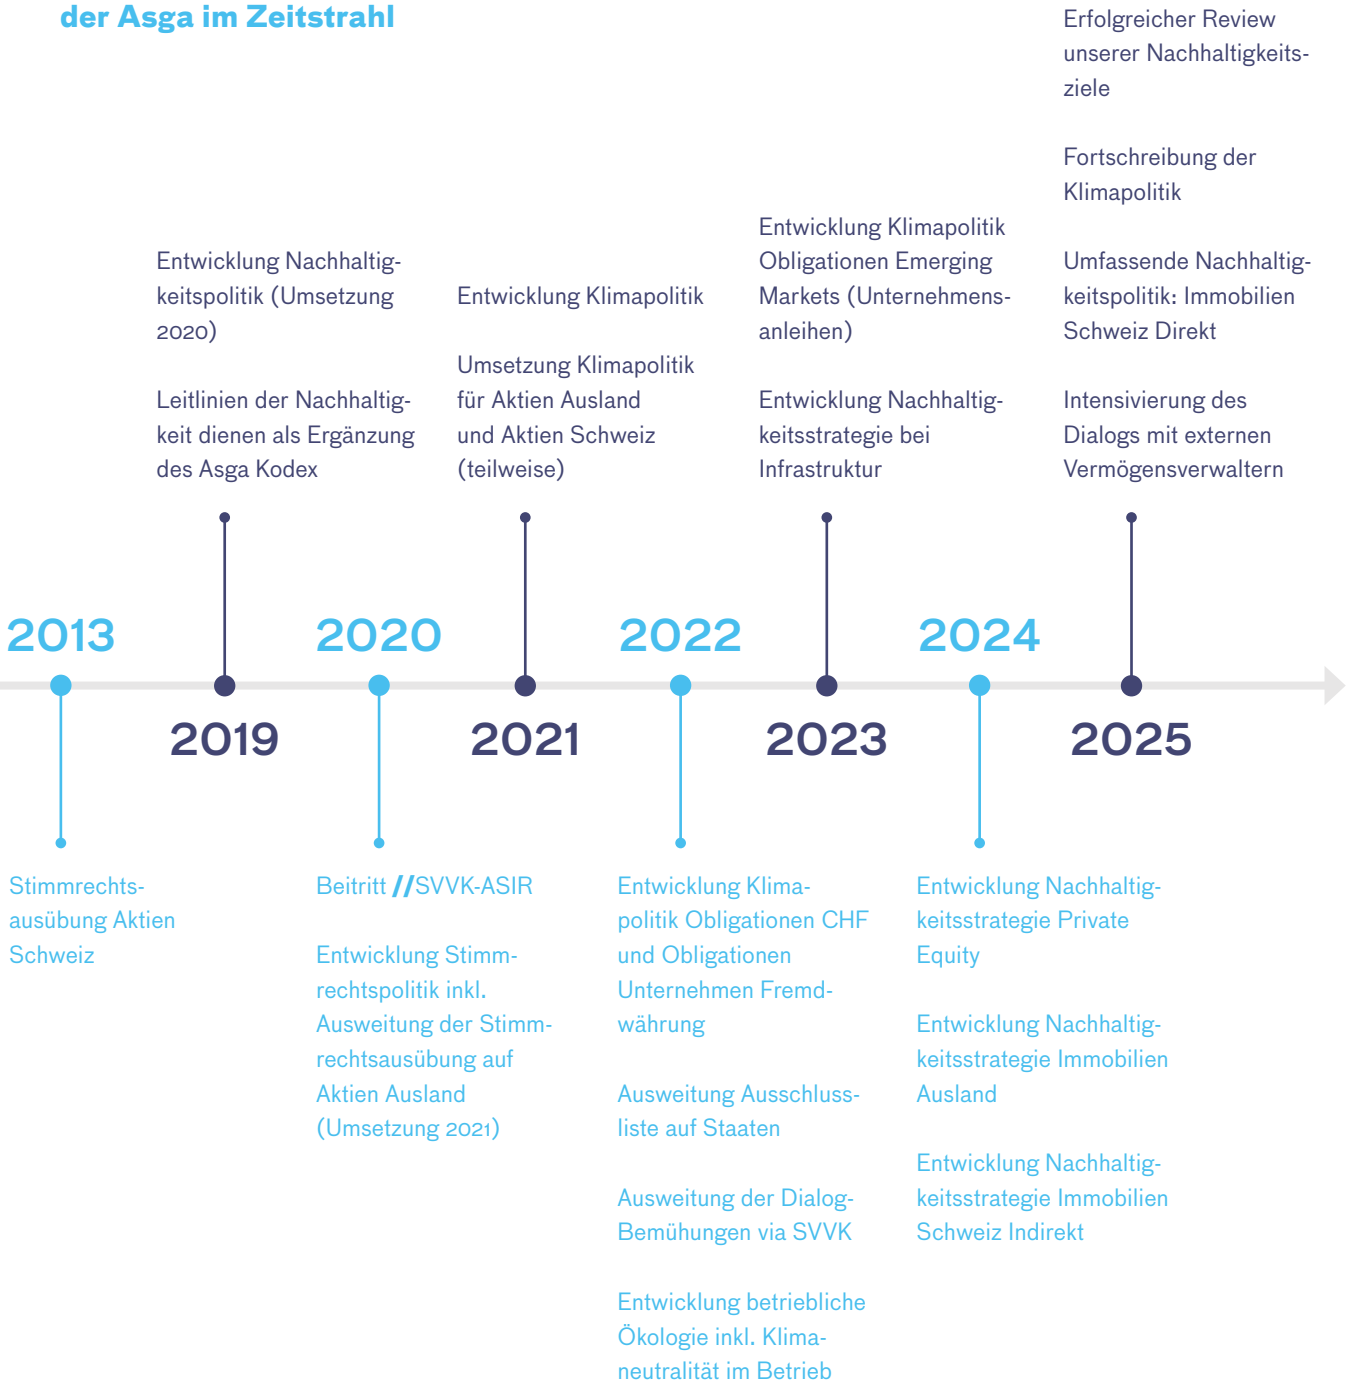 der Asga im Zeitstrahl
Erfolgreicher Review
unserer Nachhaltigkeits-
ziele
Fortschreibung der
Klimapolitik
Umfassende Nachhaltig-
keitspolitik: Immobilien
Schweiz Direkt
Intensivierung des
Dialogs mit externen
Vermögensverwaltern
Entwicklung Nachhaltig-
keitspolitik (Umsetzung
2020)
Leitlinien der Nachhaltig-
keit dienen als Ergänzung
des Asga Kodex
Entwicklung Klimapolitik
Umsetzung Klimapolitik
für Aktien Ausland
und Aktien Schweiz
(teilweise)
Entwicklung Klimapolitik
Obligationen Emerging
Markets (Unternehmens-
anleihen)
Entwicklung Nachhaltig-
keitsstrategie bei
Infrastruktur
2013
2020
2022
2024
2019
2021
2023
2025
Stimmrechts-
ausübung Aktien
Schweiz
Beitritt //SVVK-ASIR
Entwicklung Stimm-
rechtspolitik inkl.
Ausweitung der Stimm-
rechtsausübung auf
Aktien Ausland
(Umsetzung 2021)
Entwicklung Klima-
politik Obligationen CHF
und Obligationen
Unternehmen Fremd-
währung
Ausweitung Ausschluss-
liste auf Staaten
Ausweitung der Dialog-
Bemühungen via SVVK
Entwicklung betriebliche
Ökologie inkl. Klima-
neutralität im Betrieb
Entwicklung Nachhaltig-
keitsstrategie Private
Equity
Entwicklung Nachhaltig-
keitsstrategie Immobilien
Ausland
Entwicklung Nachhaltig-
keitsstrategie Immobilien
Schweiz Indirekt